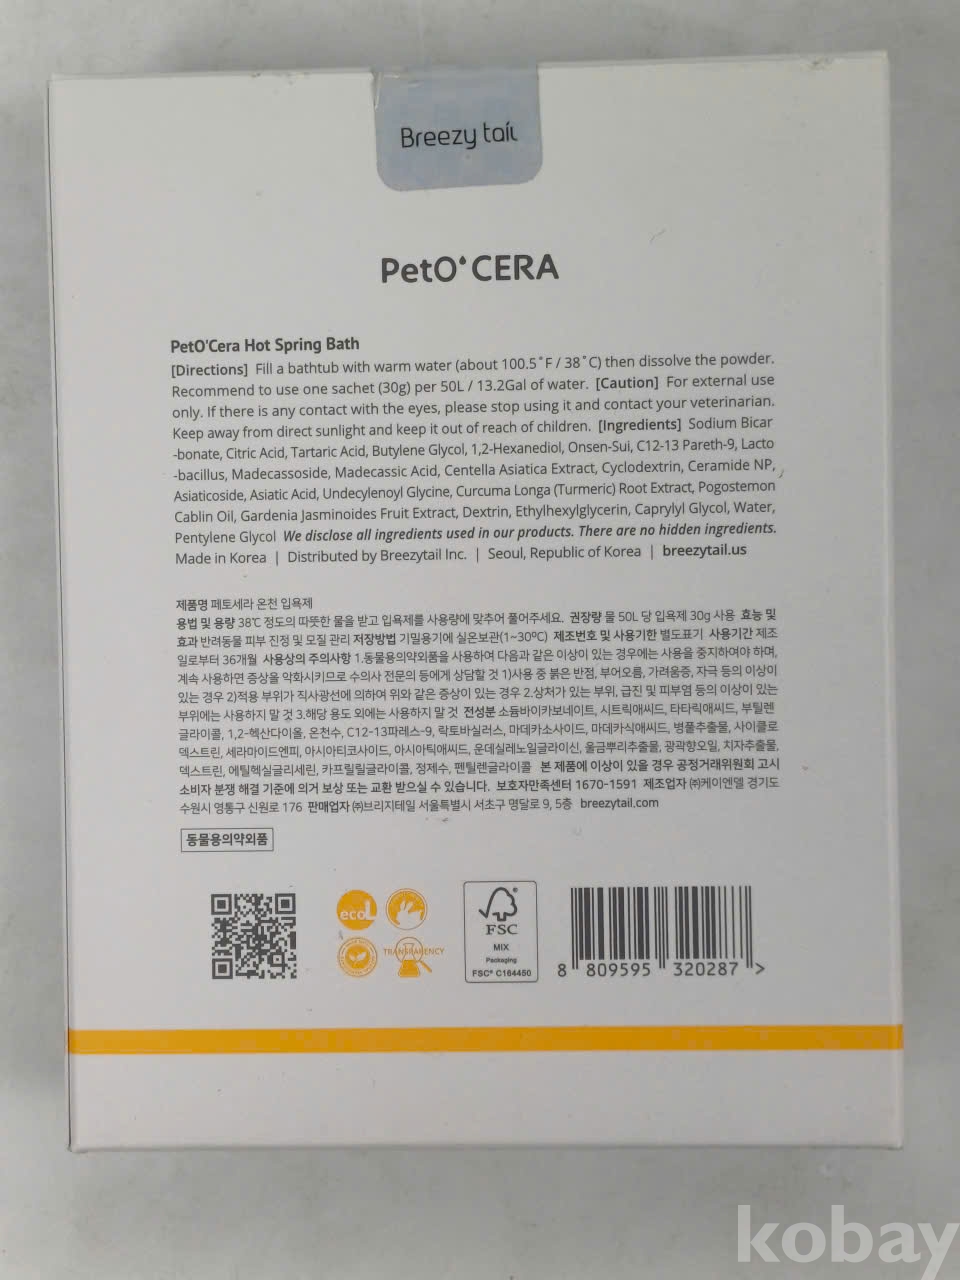 Breezy tail
PetO'CERA
PetO'Cera Hot Spring Bath
[Directions] Fill a bathtub with warm water (about 100.5˚F / 38˚C) then dissolve the powder.
Recommend to use one sachet (30g) per 50L / 13.2Gal of water. [Caution] For external use
only. If there is any contact with the eyes, please stop using it and contact your veterinarian.
Keep away from direct sunlight and keep it out of reach of children. [Ingredients] Sodium Bicar
-bonate, Citric Acid, Tartaric Acid, Butylene Glycol, 1,2-Hexanediol, Onsen-Sui, C12-13 Pareth-9, Lacto
-bacillus, Madecassoside, Madecassic Acid, Centella Asiatica Extract, Cyclodextrin, Ceramide NP,
Asiaticoside, Asiatic Acid, Undecylenoyl Glycine, Curcuma Longa (Turmeric) Root Extract, Pogostemon
Cablin Oil, Gardenia Jasminoides Fruit Extract, Dextrin, Ethylhexylglycerin, Caprylyl Glycol, Water,
Pentylene Glycol We disclose all ingredients used in our products. There are no hidden ingredients.
Made in Korea | Distributed by Breezytail Inc. | Seoul, Republic of Korea | breezytail.us
제품명 페토세라 온천 입욕제
용법 및 용량 38℃ 정도의 따뜻한 물을 받고 입욕제를 사용량에 맞추어 풀어주세요. 권장량 물 50L 당 입욕제 30g 사용 효능 및
효과 반려동물 피부 진정 및 모질 관리 저장방법 기밀용기에 실온보관(1~30℃) 제조번호 및 사용기한 별도표기 사용기간 제조
일로부터 36개월 사용상의 주의사항 1.동물용의약외품을 사용하여 다음과 같은 이상이 있는 경우에는 사용을 중지하여야 하며,
계속 사용하면 증상을 악화시키므로 수의사 전문의 등에게 상담할 것 1)사용 중 붉은 반점, 부어오름, 가려움증, 자극 등의 이상이
있는 경우 2)적용 부위가 직사광선에 의하여 위와 같은 증상이 있는 경우 2.상처가 있는 부위, 급진 및 피부염 등의 이상이 있는
부위에는 사용하지 말 것 3.해당 용도 외에는 사용하지 말 것 전성분 소듐바이카보네이트, 시트릭애씨드, 타타릭애씨드, 부틸렌
글라이콜, 1,2-헥산다이올, 온천수, C12-13파레스-9, 락토바실러스, 마데카소사이드, 마데카식애씨드, 병풀추출물, 사이클로
덱스트린, 세라마이드엔피, 아시아티코사이드, 아시아틱애씨드, 운데실레노일글라이신, 울금뿌리추출물, 광곽향오일, 치자추출물,
덱스트린, 에틸헥실글리세린, 카프릴릴글라이콜, 정제수, 펜틸렌글라이콜 본 제품에 이상이 있을 경우 공정거래위원회 고시
소비자 분쟁 해결 기준에 의거 보상 또는 교환 받으실 수 있습니다. 보호자만족센터 1670-1591 제조업자 ㈜케이엔델 경기도
수원시 영통구 신원로 176 판매업자 ㈜브리지테일 서울특별시 서초구 명달로 9, 5층 breezytail.com
동물용의약외품
ecoL
TRANSPARENCY
FSC
MIX
Packaging
FSC® C164450
8 809595 320287 >
kobay